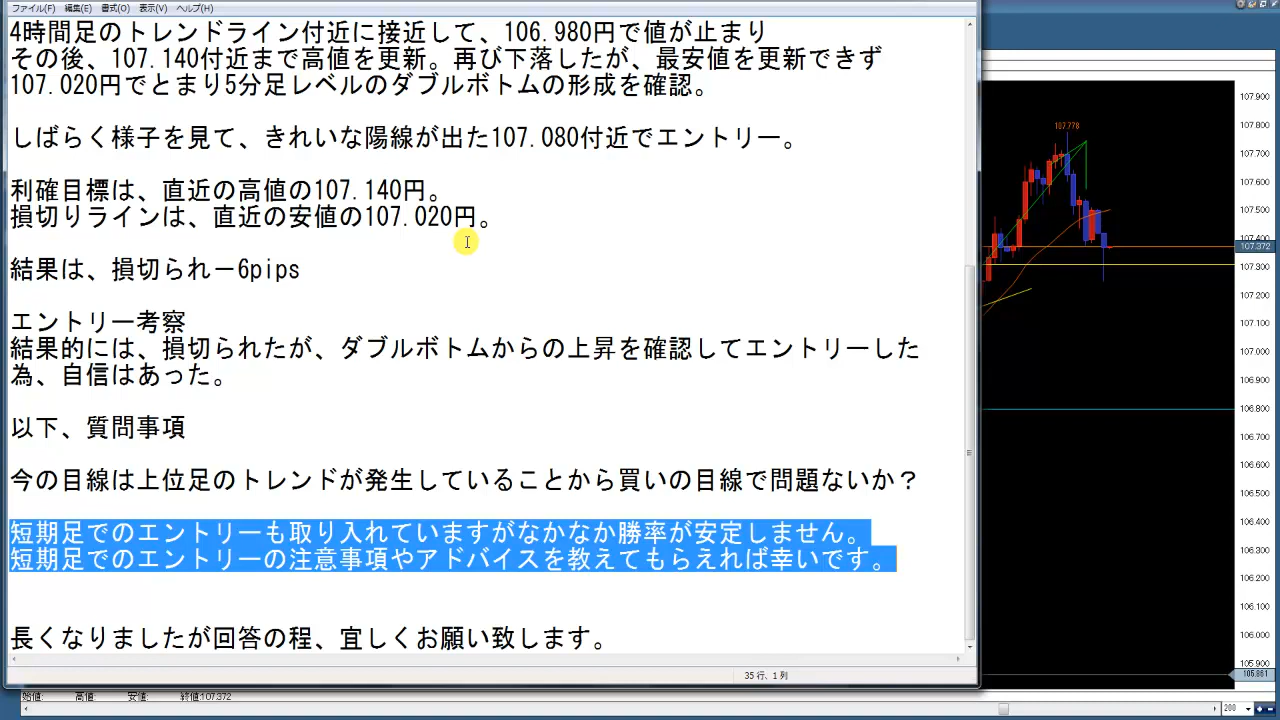 ファイル(F) 編集(E) 書式(O) 表示(V) ヘルプ(H)
4時間足のトレンドライン付近に接近して、106.980円で値が止まり
その後、107.140付近まで高値を更新。再び下落したが、最安値を更新できず
107.020円でとまり5分足レベルのダブルボトムの形成を確認。
しばらく様子を見て、きれいな陽線が出た107.080付近でエントリー。
利確目標は、直近の高値の107.140円。
損切りラインは、直近の安値の107.020円。
結果は、損切られー6pips
エントリー考察
結果的には、損切られたが、ダブルボトムからの上昇を確認してエントリーした
為、自信はあった。
以下、質問事項
今の目線は上位足のトレンドが発生していることから買いの目線で問題ないか？
短期足でのエントリーも取り入れていますがなかなか勝率が安定しません。
短期足でのエントリーの注意事項やアドバイスを教えてもらえれば幸いです。
長くなりましたが回答の程、宜しくお願い致します。
35 行、1 列
始値: 高値: 安値: 終値:107.372
107.778
107.900
107.800
107.700
107.600
107.500
107.400
107.372
107.300
107.200
107.100
107.000
106.900
106.800
106.700
106.600
106.500
106.400
106.300
106.200
106.100
106.000
105.900
105.861
200